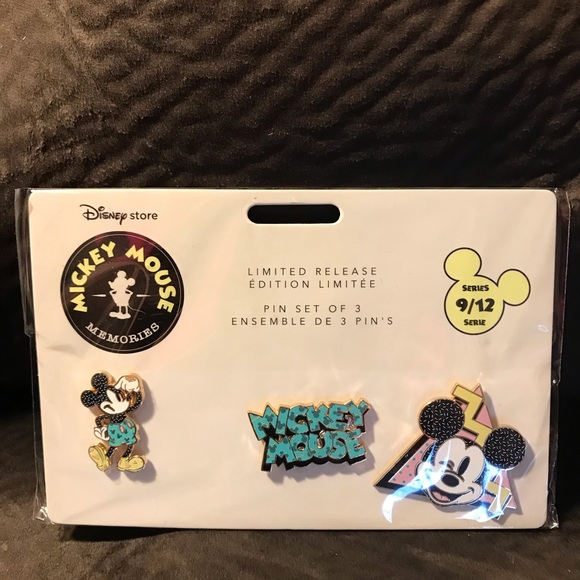 Disney store
MICKEY MOUSE
MEMORIES
LIMITED RELEASE
ÉDITION LIMITÉE
PIN SET OF 3
ENSEMBLE DE 3 PIN'S
SERIES
9/12
SERIE
MICKEY
MOUSE